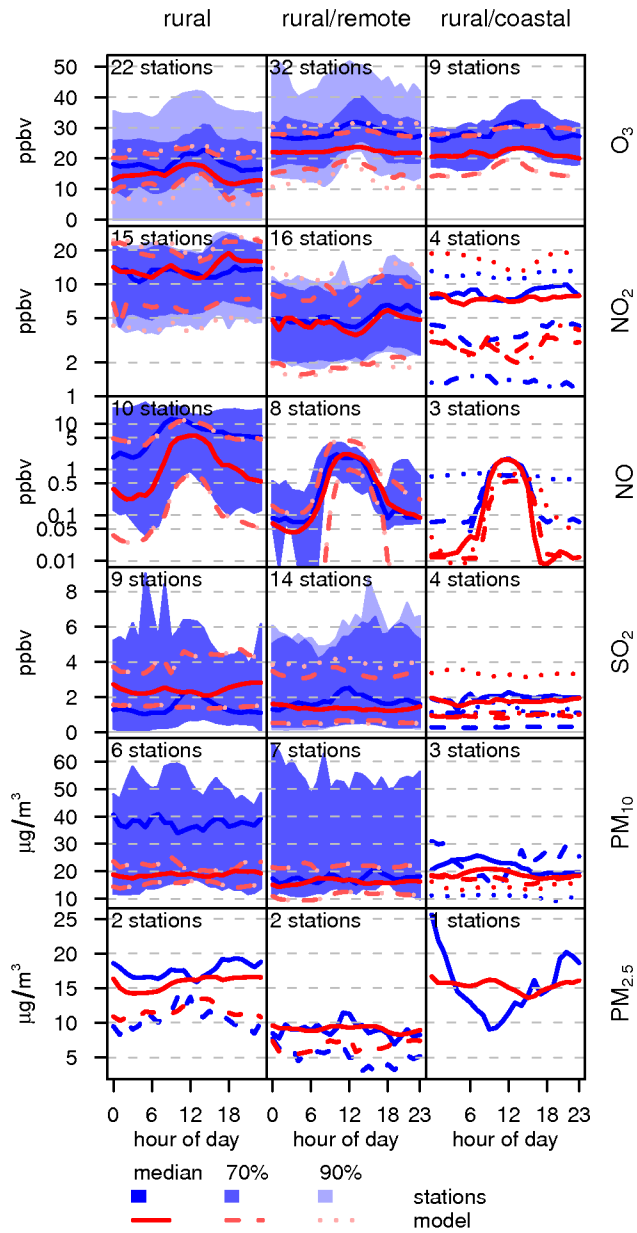 rural rural/remote rural/coastal
22 stations 32 stations 9 stations
50
40
30
20
10
0
ppbv
O3
15 stations 16 stations 4 stations
20
10
5
2
1
ppbv
NO2
10 stations 8 stations 3 stations
10
5
1
0.5
0.1
0.05
0.01
ppbv
NO
9 stations 14 stations 4 stations
8
6
4
2
0
ppbv
SO2
6 stations 7 stations 3 stations
60
50
40
30
20
10
µg/m3
PM10
2 stations 2 stations 1 stations
25
20
15
10
5
µg/m3
PM2.5
0 6 12 18 0 6 12 18 23 0 6 12 18 23
hour of day hour of day hour of day
median 70% 90%
stations
model